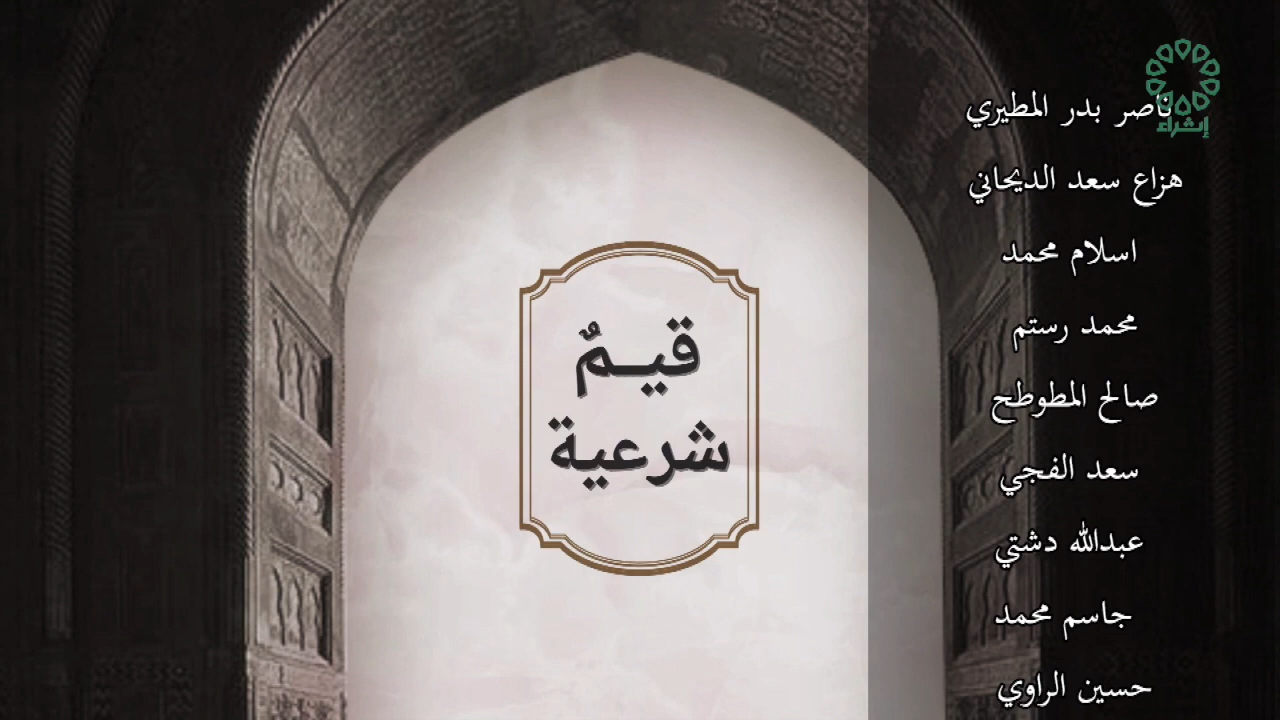 إثراء
قيمٌ
شرعية
ناصر بدر المطيري
هزاع سعد الديحاني
اسلام محمد
محمد رستم
صالح المطوطح
سعد الفجي
عبدالله دشتي
جاسم محمد
حسين الراوي